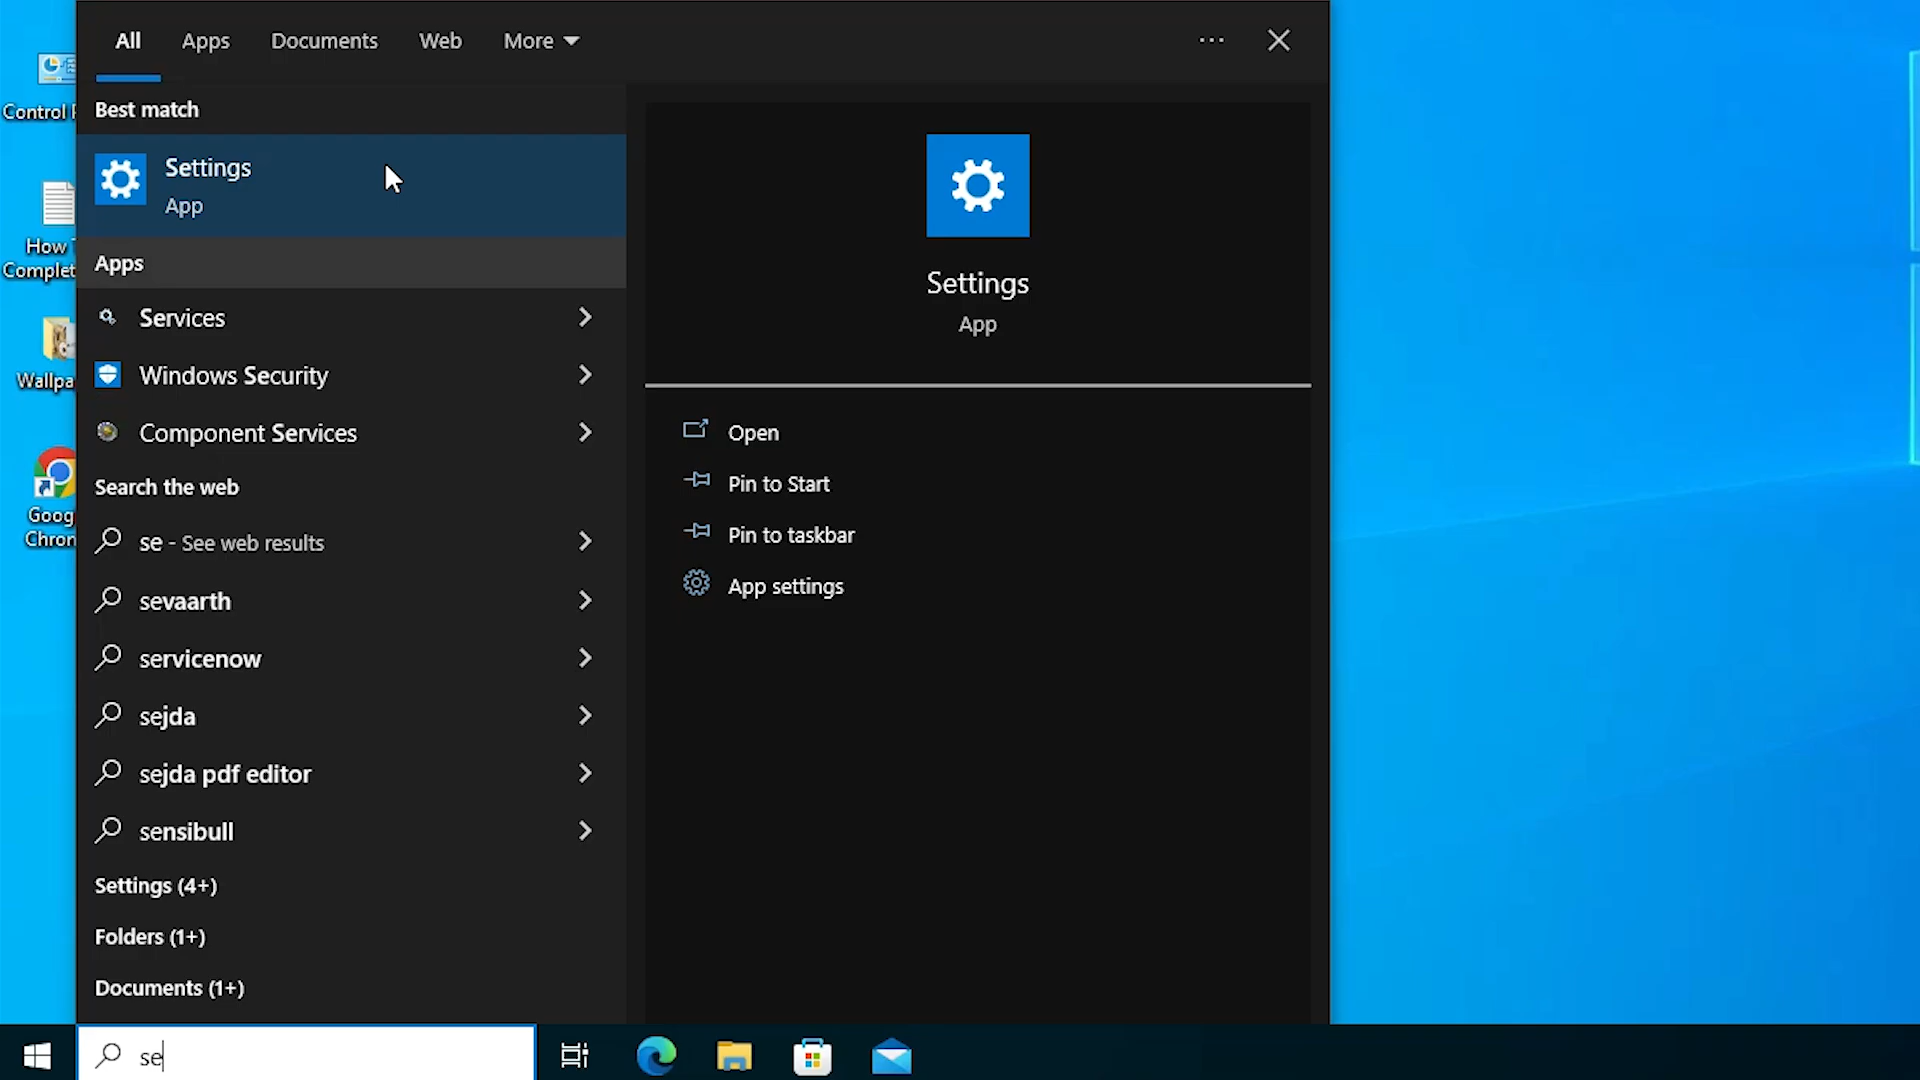 All
Apps
Documents
Web
More
Best match
Settings
App
Apps
Services
Windows Security
Component Services
Search the web
se - See web results
sevaarth
servicenow
sejda
sejda pdf editor
sensibull
Settings (4+)
Folders (1+)
Documents (1+)
Settings
App
Open
Pin to Start
Pin to taskbar
App settings
Control
How
Complet
Wallpa
Goog
Chron
se